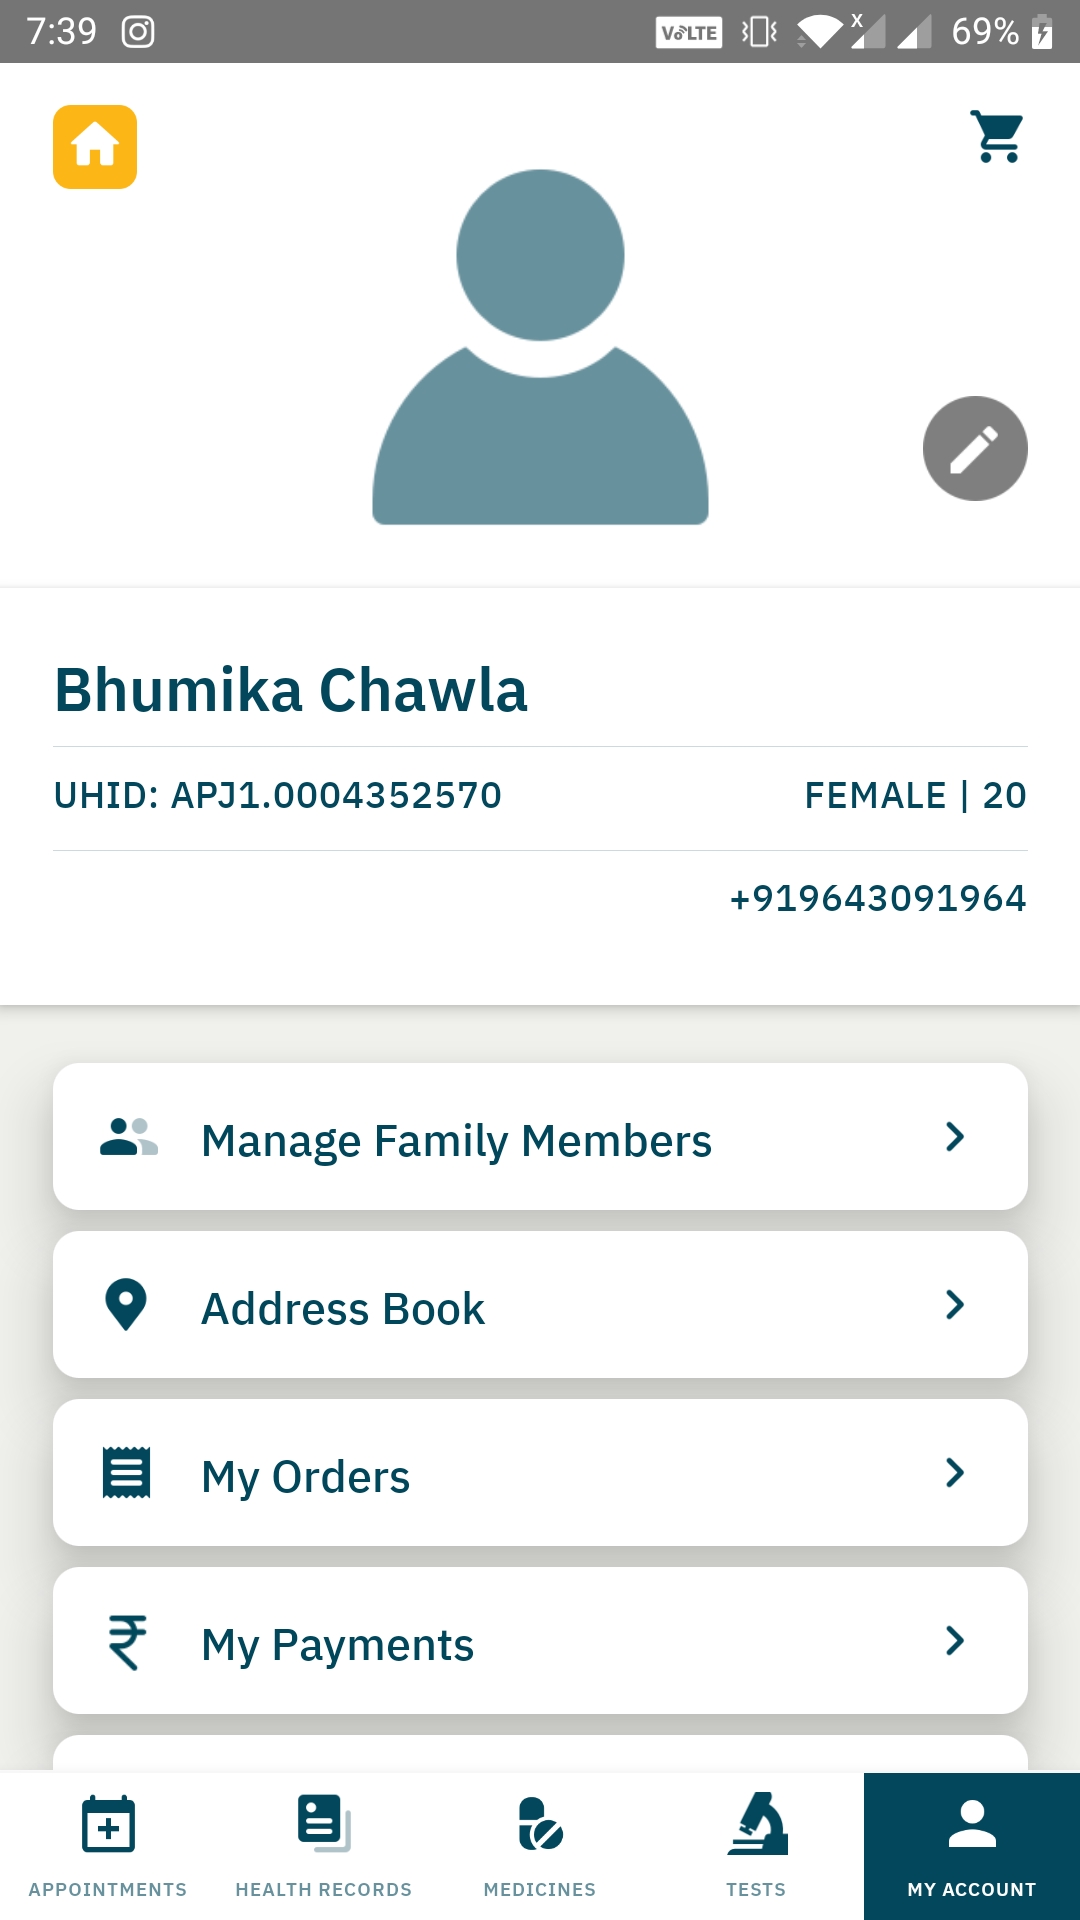 7:39 VoLTE X 69%
Bhumika Chawla
UHID: APJ1.0004352570 FEMALE | 20
+919643091964
Manage Family Members
Address Book
My Orders
₹ My Payments
APPOINTMENTS HEALTH RECORDS MEDICINES TESTS MY ACCOUNT